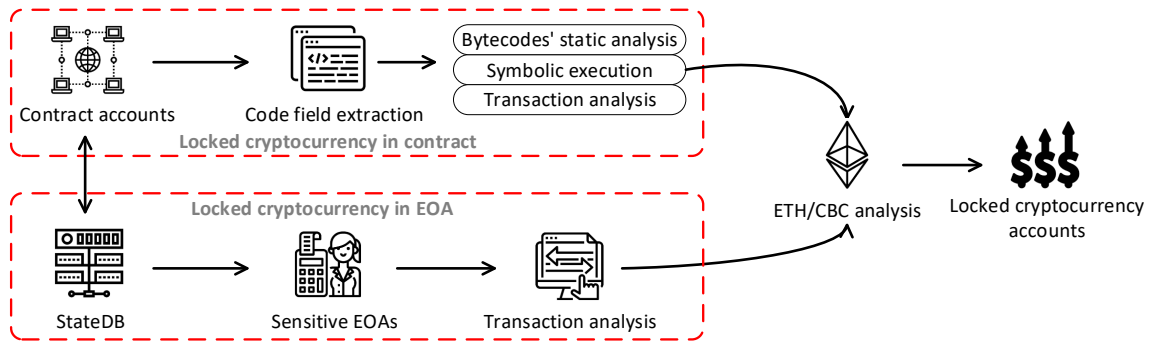 Bytecodes' static analysis
Symbolic execution
Transaction analysis
Contract accounts
Code field extraction
Locked cryptocurrency in contract
ETH/CBC analysis
Locked cryptocurrency
accounts
Locked cryptocurrency in EOA
StateDB
Sensitive EOAs
Transaction analysis